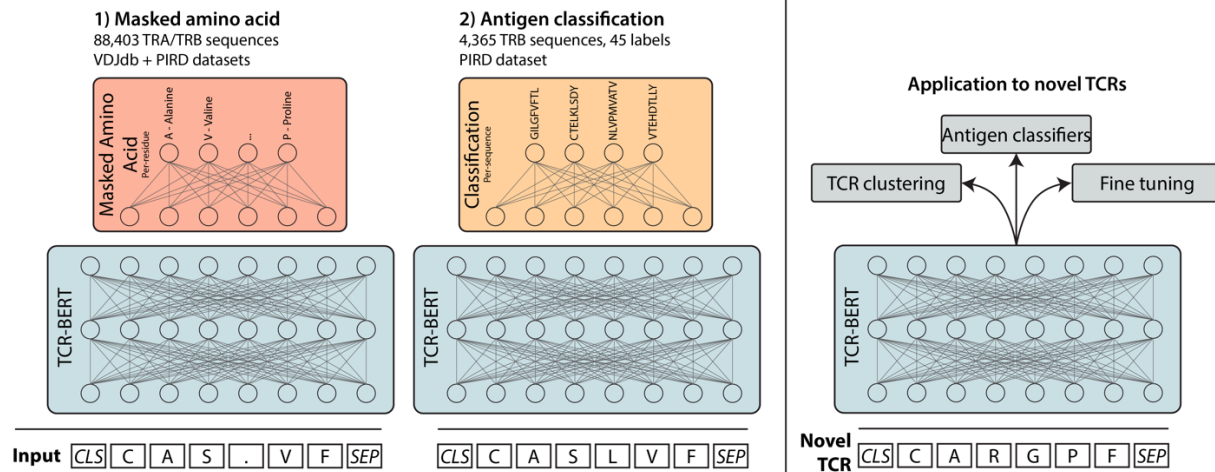 1) Masked amino acid
88,403 TRA/TRB sequences
VDJdb + PIRD datasets
Masked Amino
Acid
Per-residue
A - Alanine
V - Valine
...
P - Proline
TCR-BERT
Input CLS C A S . V F SEP
2) Antigen classification
4,365 TRB sequences, 45 labels
PIRD dataset
Classification
Per-sequence
GILGFVFTL
CTELKLSDY
NLVPMVATV
VTEHDTLLY
TCR-BERT
CLS C A S L V F SEP
Application to novel TCRs
Antigen classifiers
TCR clustering
Fine tuning
TCR-BERT
Novel
TCR
CLS C A R G P F SEP